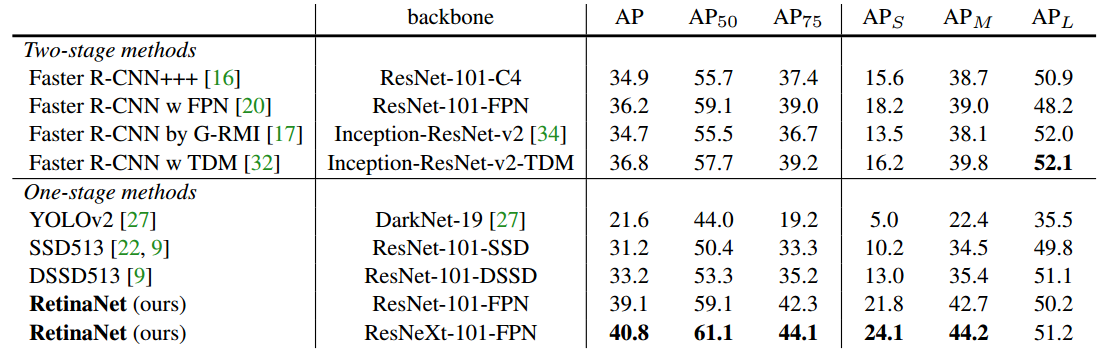 backbone AP AP50 AP75 APS APM APL
Two-stage methods
Faster R-CNN+++ [16] ResNet-101-C4 34.9 55.7 37.4 15.6 38.7 50.9
Faster R-CNN w FPN [20] ResNet-101-FPN 36.2 59.1 39.0 18.2 39.0 48.2
Faster R-CNN by G-RMI [17] Inception-ResNet-v2 [34] 34.7 55.5 36.7 13.5 38.1 52.0
Faster R-CNN w TDM [32] Inception-ResNet-v2-TDM 36.8 57.7 39.2 16.2 39.8 52.1
One-stage methods
YOLOv2 [27] DarkNet-19 [27] 21.6 44.0 19.2 5.0 22.4 35.5
SSD513 [22, 9] ResNet-101-SSD 31.2 50.4 33.3 10.2 34.5 49.8
DSSD513 [9] ResNet-101-DSSD 33.2 53.3 35.2 13.0 35.4 51.1
RetinaNet (ours) ResNet-101-FPN 39.1 59.1 42.3 21.8 42.7 50.2
RetinaNet (ours) ResNeXt-101-FPN 40.8 61.1 44.1 24.1 44.2 51.2